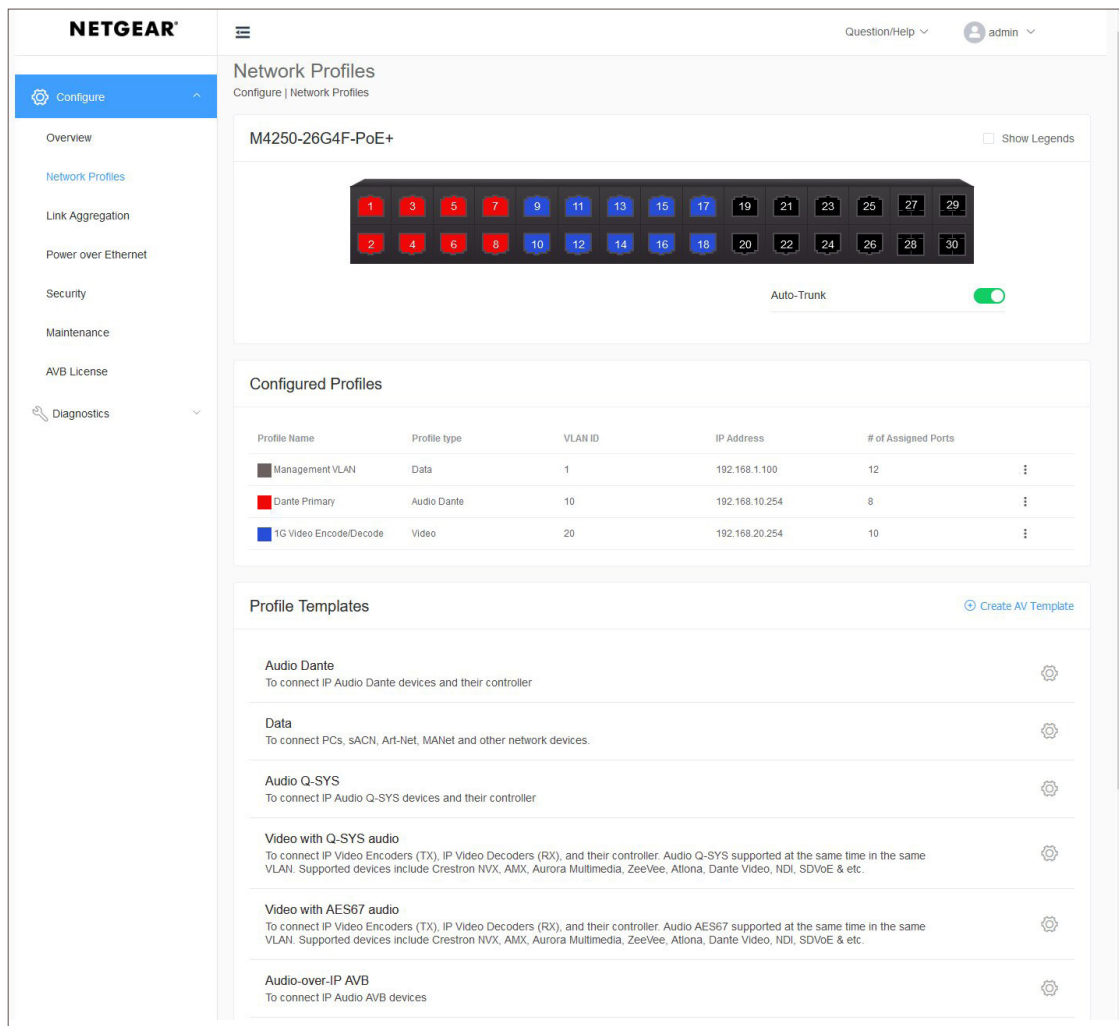 NETGEAR®
Question/Help
admin
Configure
Overview
Network Profiles
Link Aggregation
Power over Ethernet
Security
Maintenance
AVB License
Diagnostics
Network Profiles
Configure | Network Profiles
M4250-26G4F-PoE+
Show Legends
1 3 5 7 9 11 13 15 17 19 21 23 25 27 29
2 4 6 8 10 12 14 16 18 20 22 24 26 28 30
Auto-Trunk
Configured Profiles
Profile Name Profile type VLAN ID IP Address # of Assigned Ports
Management VLAN Data 1 192.168.1.100 12
Dante Primary Audio Dante 10 192.168.10.254 8
1G Video Encode/Decode Video 20 192.168.20.254 10
Profile Templates
Create AV Template
Audio Dante
To connect IP Audio Dante devices and their controller
Data
To connect PCs, sACN, Art-Net, MANet and other network devices.
Audio Q-SYS
To connect IP Audio Q-SYS devices and their controller
Video with Q-SYS audio
To connect IP Video Encoders (TX), IP Video Decoders (RX), and their controller. Audio Q-SYS supported at the same time in the same
VLAN. Supported devices include Crestron NVX, AMX, Aurora Multimedia, ZeeVee, Atlona, Dante Video, NDI, SDVoE & etc.
Video with AES67 audio
To connect IP Video Encoders (TX), IP Video Decoders (RX), and their controller. Audio AES67 supported at the same time in the same
VLAN. Supported devices include Crestron NVX, AMX, Aurora Multimedia, ZeeVee, Atlona, Dante Video, NDI, SDVoE & etc.
Audio-over-IP AVB
To connect IP Audio AVB devices